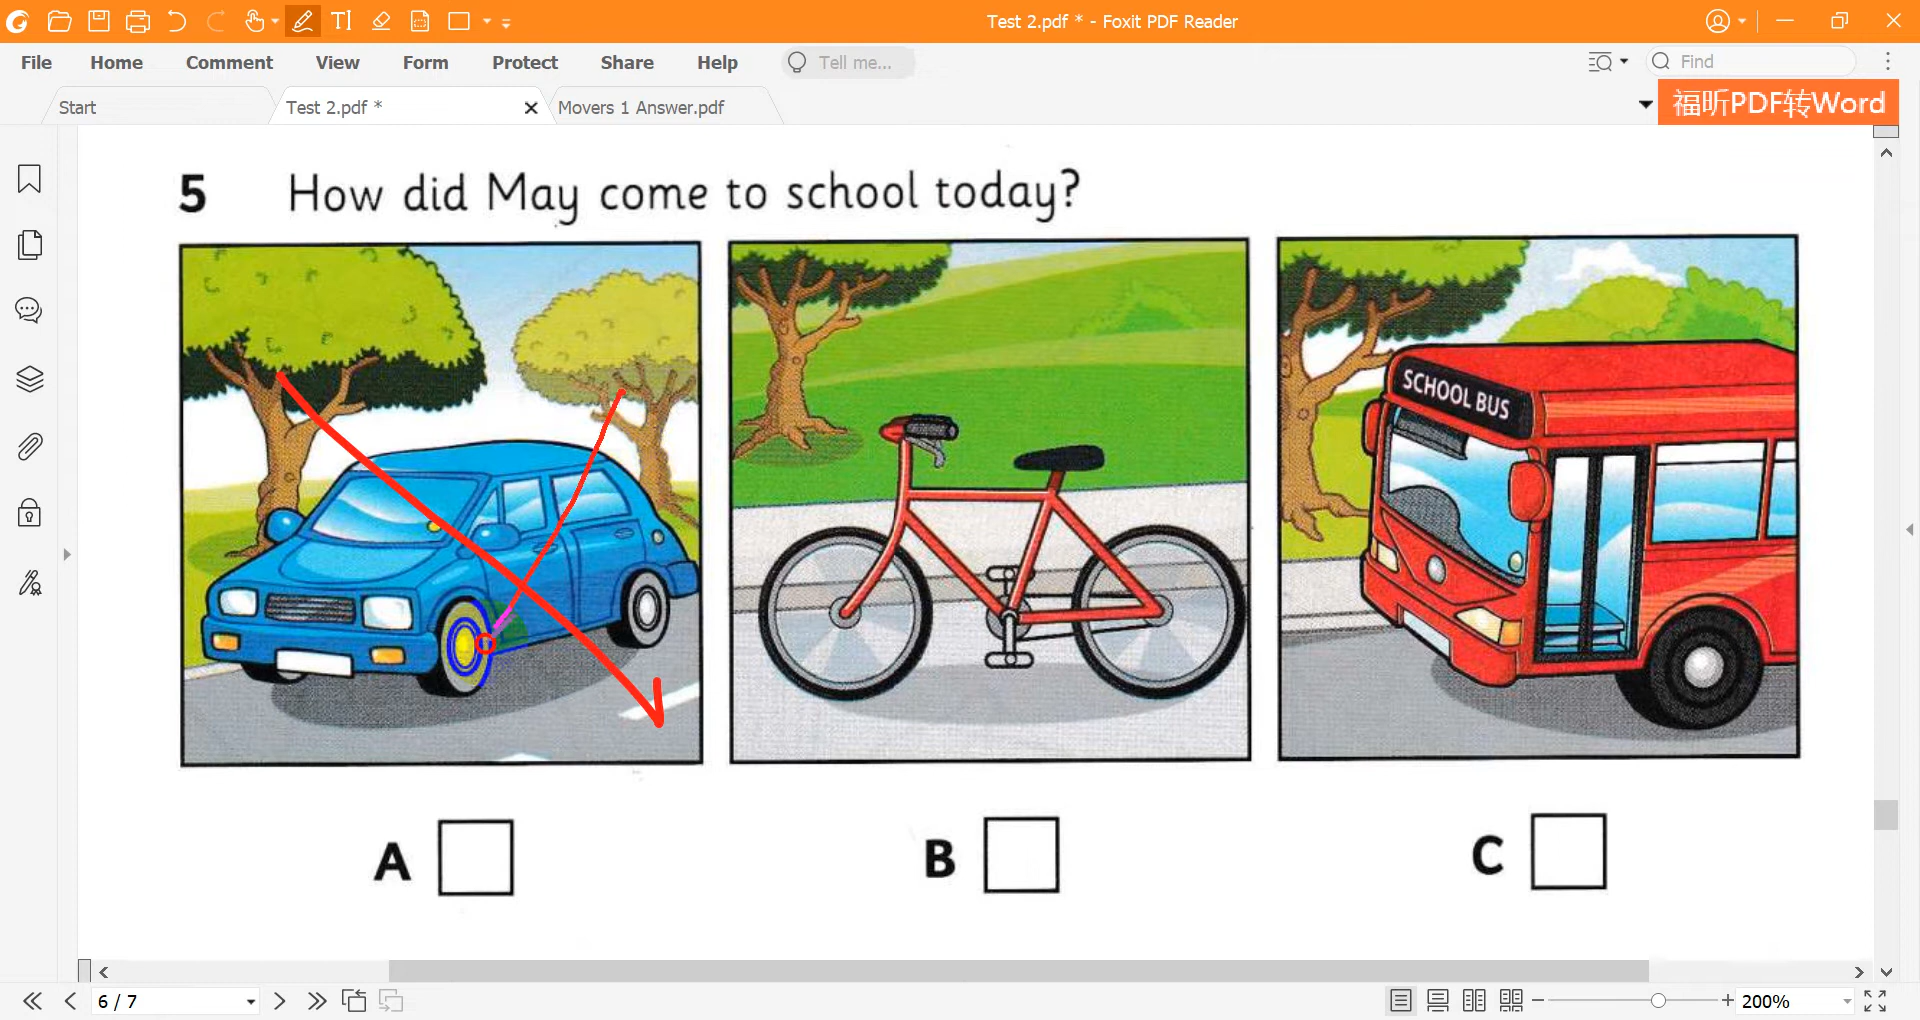 Test 2.pdf * - Foxit PDF Reader
File Home Comment View Form Protect Share Help Tell me... Find
Start Test 2.pdf * Movers 1 Answer.pdf 福昕PDF转Word
5 How did May come to school today?
SCHOOL BUS
A B C
6 / 7 200%